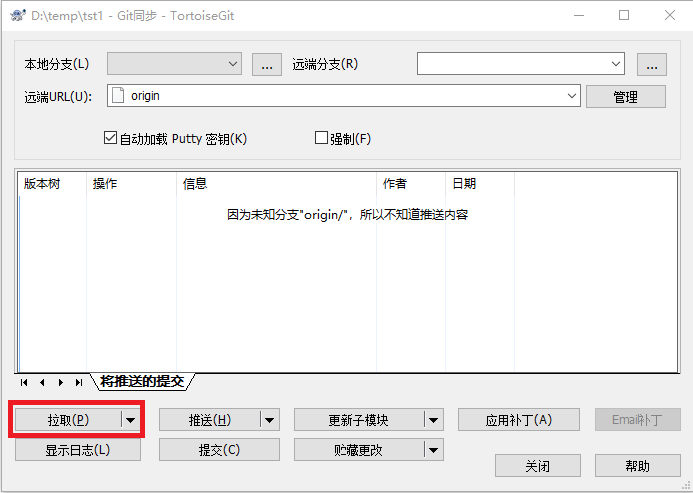 D:\temp\tst1 - Git同步 - TortoiseGit
本地分支(L) ... 远端分支(R) ...
远端URL(U): origin 管理
自动加载 Putty 密钥(K) 强制(F)
版本树 操作 信息 作者 日期
因为未知分支"origin/"，所以不知道推送内容
将推送的提交
拉取(P) 推送(H) 更新子模块 应用补丁(A) Email补丁
显示日志(L) 提交(C) 贮藏更改
关闭 帮助